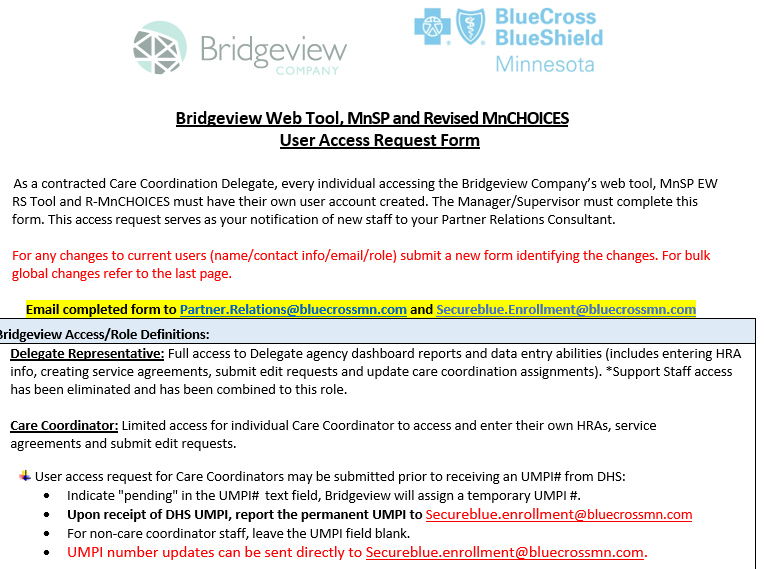 Bridgeview
COMPANY
BlueCross
BlueShield
Minnesota
Bridgeview Web Tool, MnSP and Revised MnCHOICES
User Access Request Form
As a contracted Care Coordination Delegate, every individual accessing the Bridgeview Company's web tool, MnSP EW
RS Tool and R-MnCHOICES must have their own user account created. The Manager/Supervisor must complete this
form. This access request serves as your notification of new staff to your Partner Relations Consultant.
For any changes to current users (name/contact info/email/role) submit a new form identifying the changes. For bulk
global changes refer to the last page.
Email completed form to Partner.Relations@bluecrossmn.com and Secureblue.Enrollment@bluecrossmn.com
Bridgeview Access/Role Definitions:
Delegate Representative: Full access to Delegate agency dashboard reports and data entry abilities (includes entering HRA
info, creating service agreements, submit edit requests and update care coordination assignments). *Support Staff access
has been eliminated and has been combined to this role.
Care Coordinator: Limited access for individual Care Coordinator to access and enter their own HRAs, service
agreements and submit edit requests.
User access request for Care Coordinators may be submitted prior to receiving an UMPI# from DHS:
• Indicate "pending" in the UMPI# text field, Bridgeview will assign a temporary UMPI #.
• Upon receipt of DHS UMPI, report the permanent UMPI to Secureblue.enrollment@bluecrossmn.com
• For non-care coordinator staff, leave the UMPI field blank.
• UMPI number updates can be sent directly to Secureblue.enrollment@bluecrossmn.com.